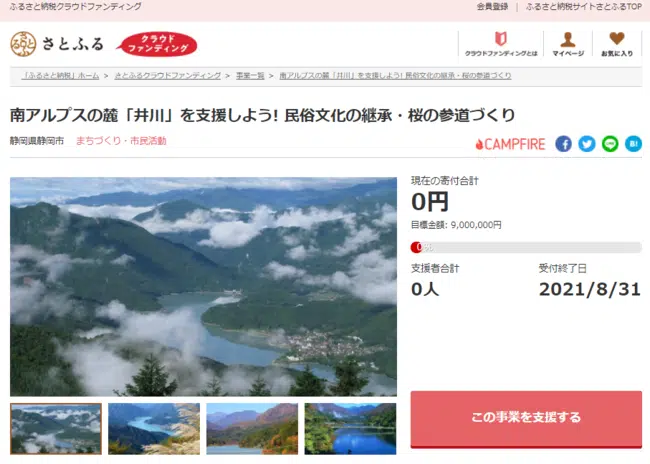 ふるさと納税クラウドファンディング
会員登録 | ふるさと納税サイトさとふるTOP
さとふる
クラウド
ファンディング
クラウドファンディングとは
マイページ
お気に入り
「ふるさと納税」ホーム > さとふるクラウドファンディング > 事業一覧 > 南アルプスの麓「井川」を支援しよう! 民俗文化の継承・桜の参道づくり
南アルプスの麓「井川」を支援しよう! 民俗文化の継承・桜の参道づくり
静岡県静岡市 まちづくり・市民活動
CAMPFIRE
LINE
B!
現在の寄付合計
0円
目標金額: 9,000,000円
0%
支援者合計
受付終了日
0人
2021/8/31
この事業を支援する